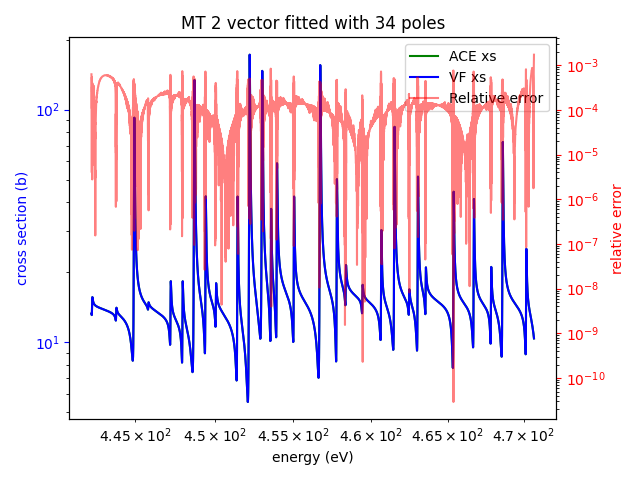 MT 2 vector fitted with 34 poles
ACE xs
VF xs
Relative error
cross section (b)
10²
10¹
relative error
10⁻³
10⁻⁴
10⁻⁵
10⁻⁶
10⁻⁷
10⁻⁸
10⁻⁹
10⁻¹⁰
4.45 × 10² 4.5 × 10² 4.55 × 10² 4.6 × 10² 4.65 × 10² 4.7 × 10²
energy (eV)